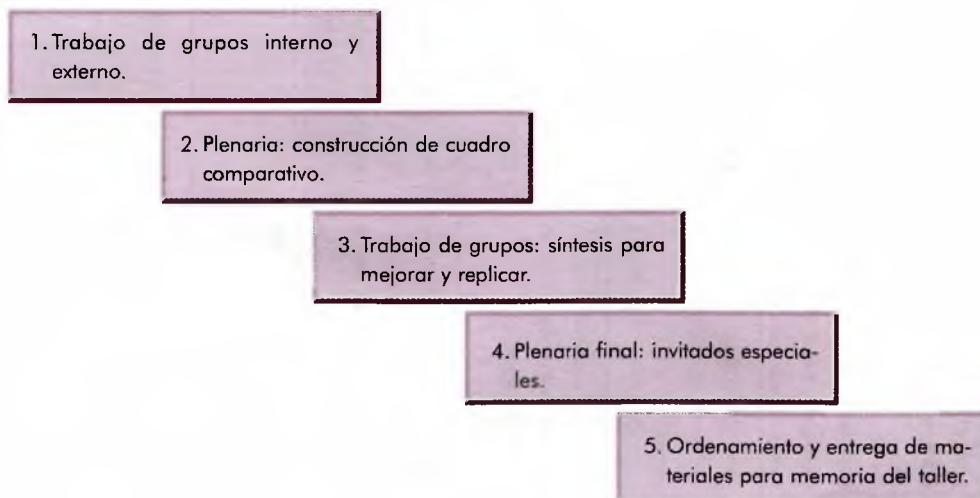 1. Trabajo de grupos interno y
externo.
2. Plenaria: construcción de cuadro
comparativo.
3. Trabajo de grupos: síntesis para
mejorar y replicar.
4. Plenaria final: invitados especia-
les.
5. Ordenamiento y entrega de ma-
teriales para memoria del taller.